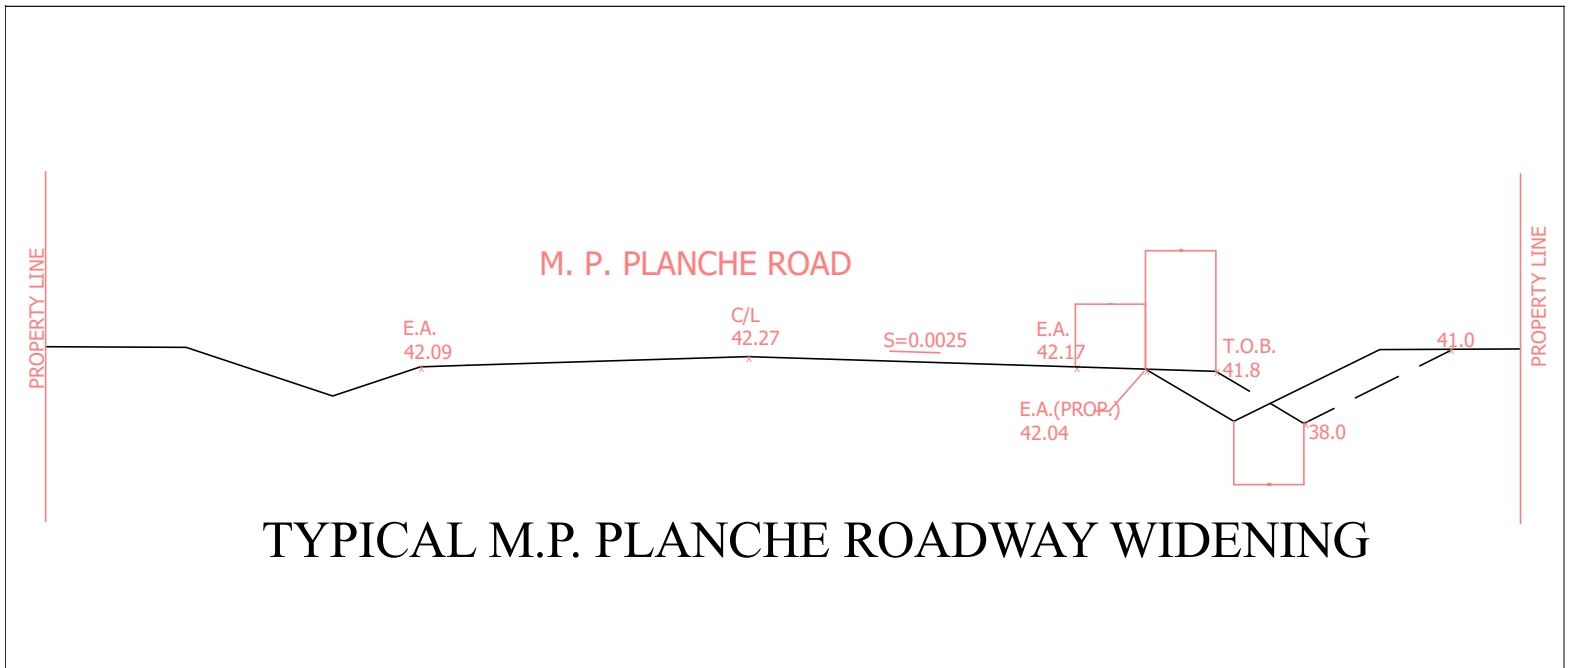 M. P. PLANCHE ROAD
PROPERTY LINE
E.A.
42.09
C/L
42.27
S=0.0025
E.A.
42.17
T.O.B.
41.8
41.0
PROPERTY LINE
E.A.(PROP.)
42.04
38.0
TYPICAL M.P. PLANCHE ROADWAY WIDENING